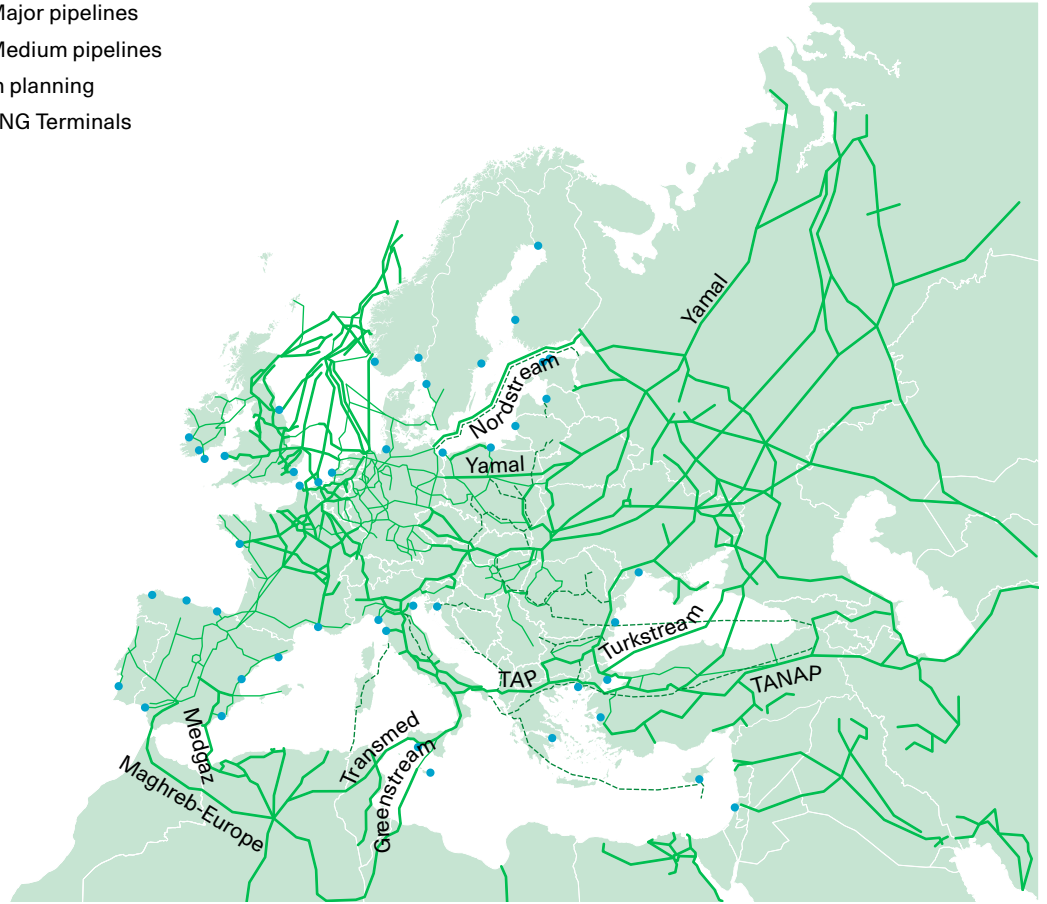 Major pipelines
Medium pipelines
n planning
NG Terminals
Yamal
Nordstream
Yamal
Turkstream
TAP
TANAP
Medgaz
Transmed
Maghreb-Europe
Greenstream